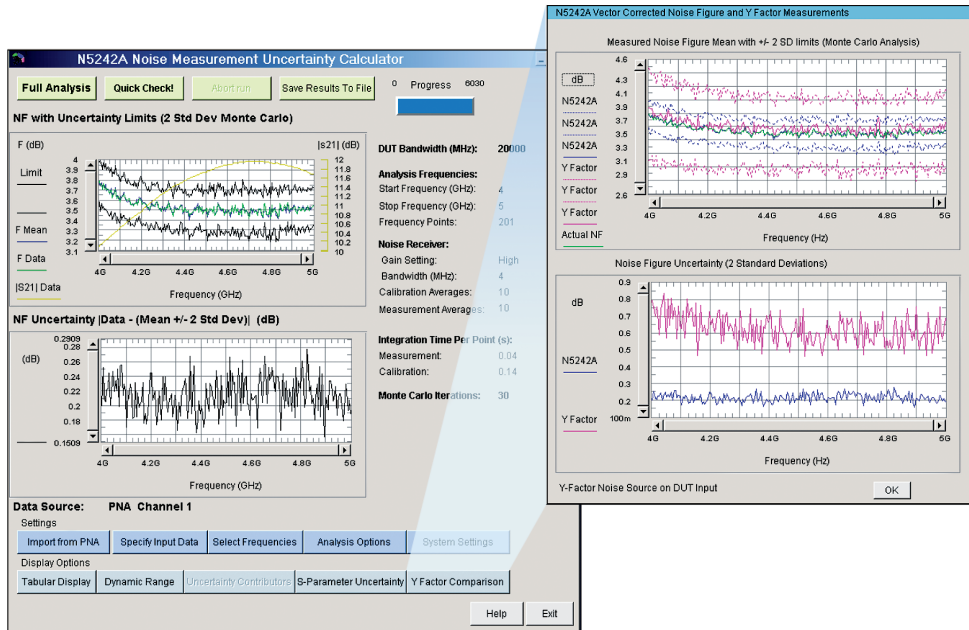 N5242A Noise Measurement Uncertainty Calculator
Full Analysis
Quick Check!
Abort run
Save Results To File
0 Progress 6030
NF with Uncertainty Limits (2 Std Dev Monte Carlo)
F (dB)
|s21| (dB)
Limit
F Mean
F Data
|S21| Data
4
3.9
3.8
3.7
3.6
3.5
3.4
3.3
3.2
3.1
12
11.8
11.6
11.4
11.2
11
10.8
10.6
10.4
10.2
10
4G 4.2G 4.4G 4.6G 4.8G 5G
Frequency (GHz)
NF Uncertainty |Data - (Mean +/- 2 Std Dev)| (dB)
(dB)
0.2909
0.28
0.26
0.24
0.22
0.2
0.18
0.1509
4G 4.2G 4.4G 4.6G 4.8G 5G
Frequency (GHz)
DUT Bandwidth (MHz): 20000
Analysis Frequencies:
Start Frequency (GHz): 4
Stop Frequency (GHz): 5
Frequency Points: 201
Noise Receiver:
Gain Setting: High
Bandwidth (MHz): 4
Calibration Averages: 10
Measurement Averages: 10
Integration Time Per Point (s):
Measurement: 0.04
Calibration: 0.14
Monte Carlo Iterations: 30
Data Source: PNA Channel 1
Settings
Import from PNA
Specify Input Data
Select Frequencies
Analysis Options
System Settings
Display Options
Tabular Display
Dynamic Range
Uncertainty Contributors
S-Parameter Uncertainty
Y Factor Comparison
Help
Exit
N5242A Vector Corrected Noise Figure and Y Factor Measurements
Measured Noise Figure Mean with +/- 2 SD limits (Monte Carlo Analysis)
dB
N5242A
N5242A
N5242A
Y Factor
Y Factor
Y Factor
Actual NF
4.6
4.3
4.1
3.9
3.7
3.5
3.3
3.1
2.9
2.6
4G 4.2G 4.4G 4.6G 4.8G 5G
Frequency (Hz)
Noise Figure Uncertainty (2 Standard Deviations)
dB
N5242A
Y Factor
0.9
0.8
0.7
0.6
0.5
0.4
0.3
0.2
100m
4G 4.2G 4.4G 4.6G 4.8G 5G
Frequency (Hz)
Y-Factor Noise Source on DUT Input
OK